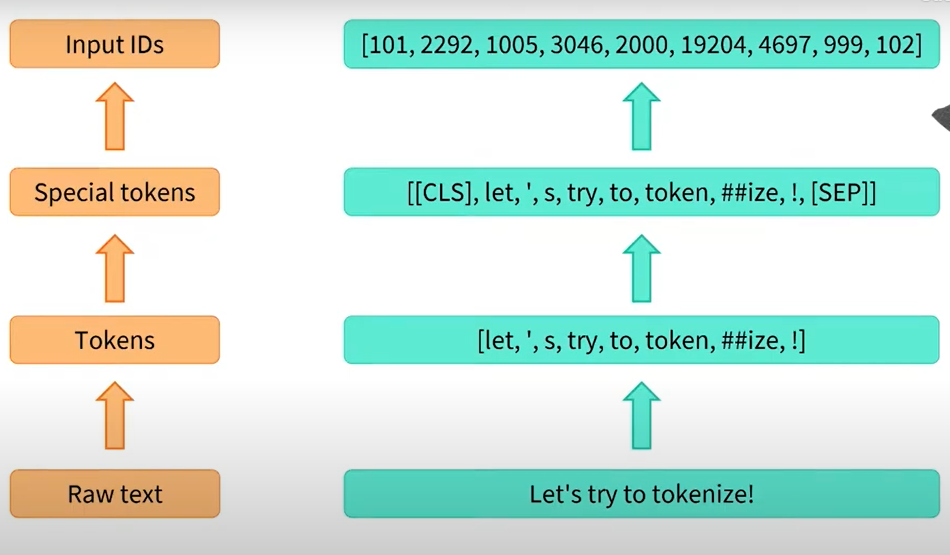 Input IDs
[101, 2292, 1005, 3046, 2000, 19204, 4697, 999, 102]
Special tokens
[[CLS], let, ', s, try, to, token, ##ize, !, [SEP]]
Tokens
[let, ', s, try, to, token, ##ize, !]
Raw text
Let's try to tokenize!